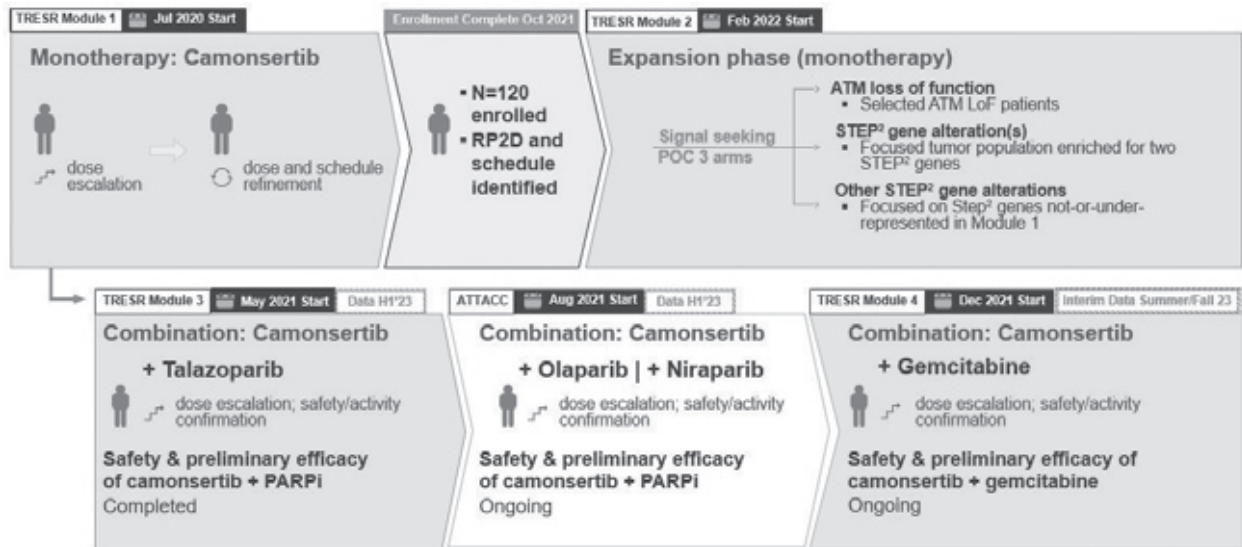 TRESR Module 1
Jul 2020 Start
Enrollment Complete Oct 2021
TRESR Module 2
Feb 2022 Start
Monotherapy: Camonsertib
dose
escalation
dose and schedule
refinement
▪ N=120
enrolled
▪ RP2D and
schedule
identified
Expansion phase (monotherapy)
Signal seeking
POC 3 arms
ATM loss of function
▪ Selected ATM LoF patients
STEP² gene alteration(s)
▪ Focused tumor population enriched for two
STEP² genes
Other STEP² gene alterations
▪ Focused on Step² genes not-or-under-
represented in Module 1
TRESR Module 3
May 2021 Start
Data H1'23
Combination: Camonsertib
+ Talazoparib
dose escalation; safety/activity
confirmation
Safety & preliminary efficacy
of camonsertib + PARPi
Completed
ATTACC
Aug 2021 Start
Data H1'23
Combination: Camonsertib
+ Olaparib | + Niraparib
dose escalation; safety/activity
confirmation
Safety & preliminary efficacy
of camonsertib + PARPi
Ongoing
TRESR Module 4
Dec 2021 Start
Interim Data Summer/Fall 23
Combination: Camonsertib
+ Gemcitabine
dose escalation; safety/activity
confirmation
Safety & preliminary efficacy of
camonsertib + gemcitabine
Ongoing